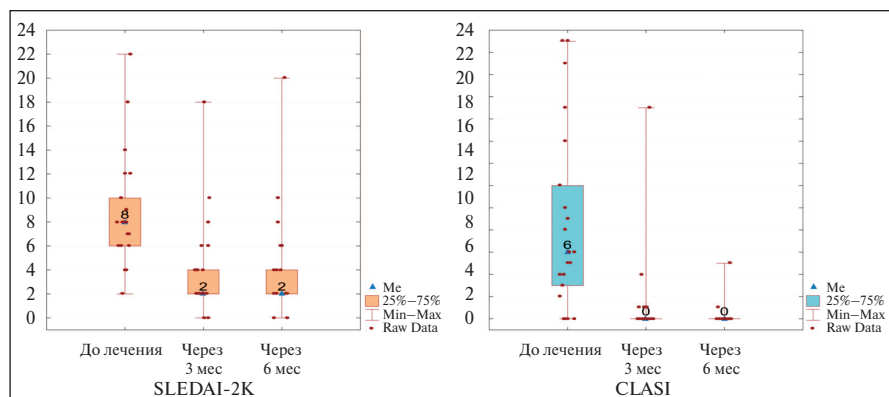 24
22
20
18
16
14
12
10
8
6
4
2
0
8
2
2
До лечения
Через
3 мес
Через
6 мес
SLEDAI-2K
24
22
20
18
16
14
12
10
8
6
4
2
0
6
0
0
До лечения
Через
3 мес
Через
6 мес
CLASI
Me
25%–75%
Min–Max
Raw Data
Me
25%–75%
Min–Max
Raw Data